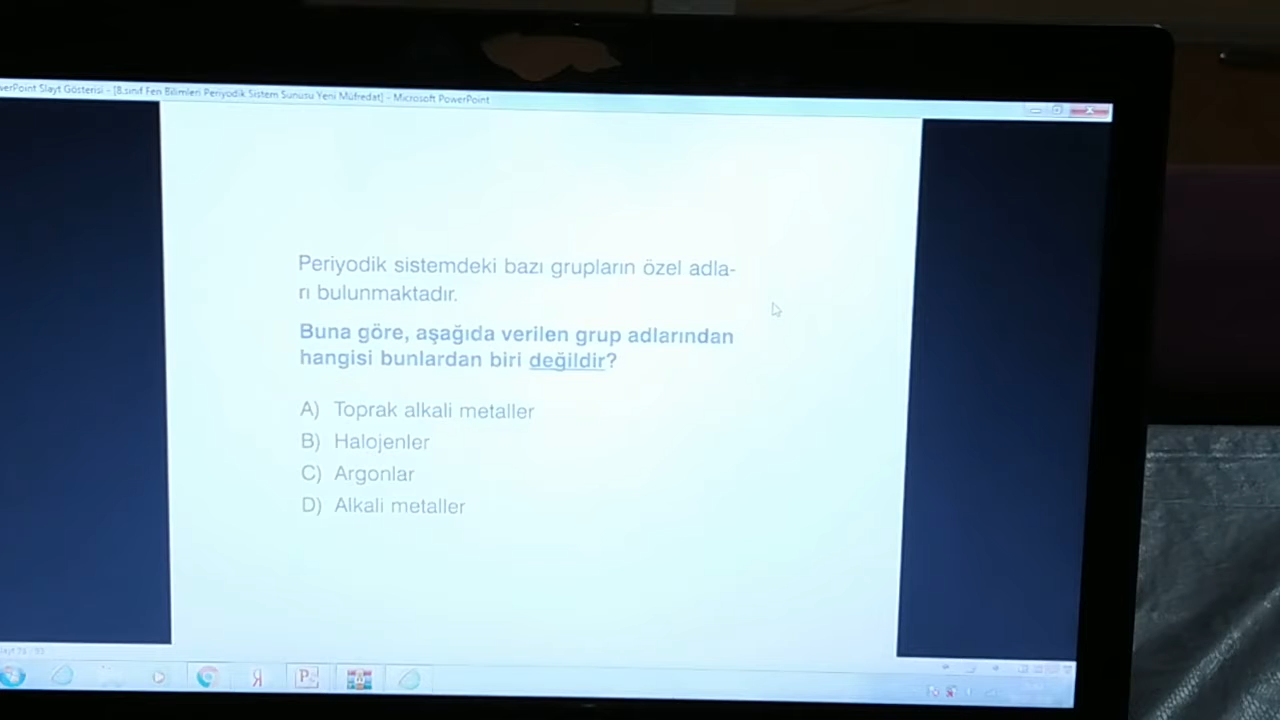 werPoint Slayt Gösterisi - [8.sınıf Fen Bilimleri Periyodik Sistem Sunusu Yeni Müfredat] - Microsoft PowerPoint
Periyodik sistemdeki bazı grupların özel adla-
rı bulunmaktadır.
Buna göre, aşağıda verilen grup adlarından
hangisi bunlardan biri değildir?
A) Toprak alkali metaller
B) Halojenler
C) Argonlar
D) Alkali metaller